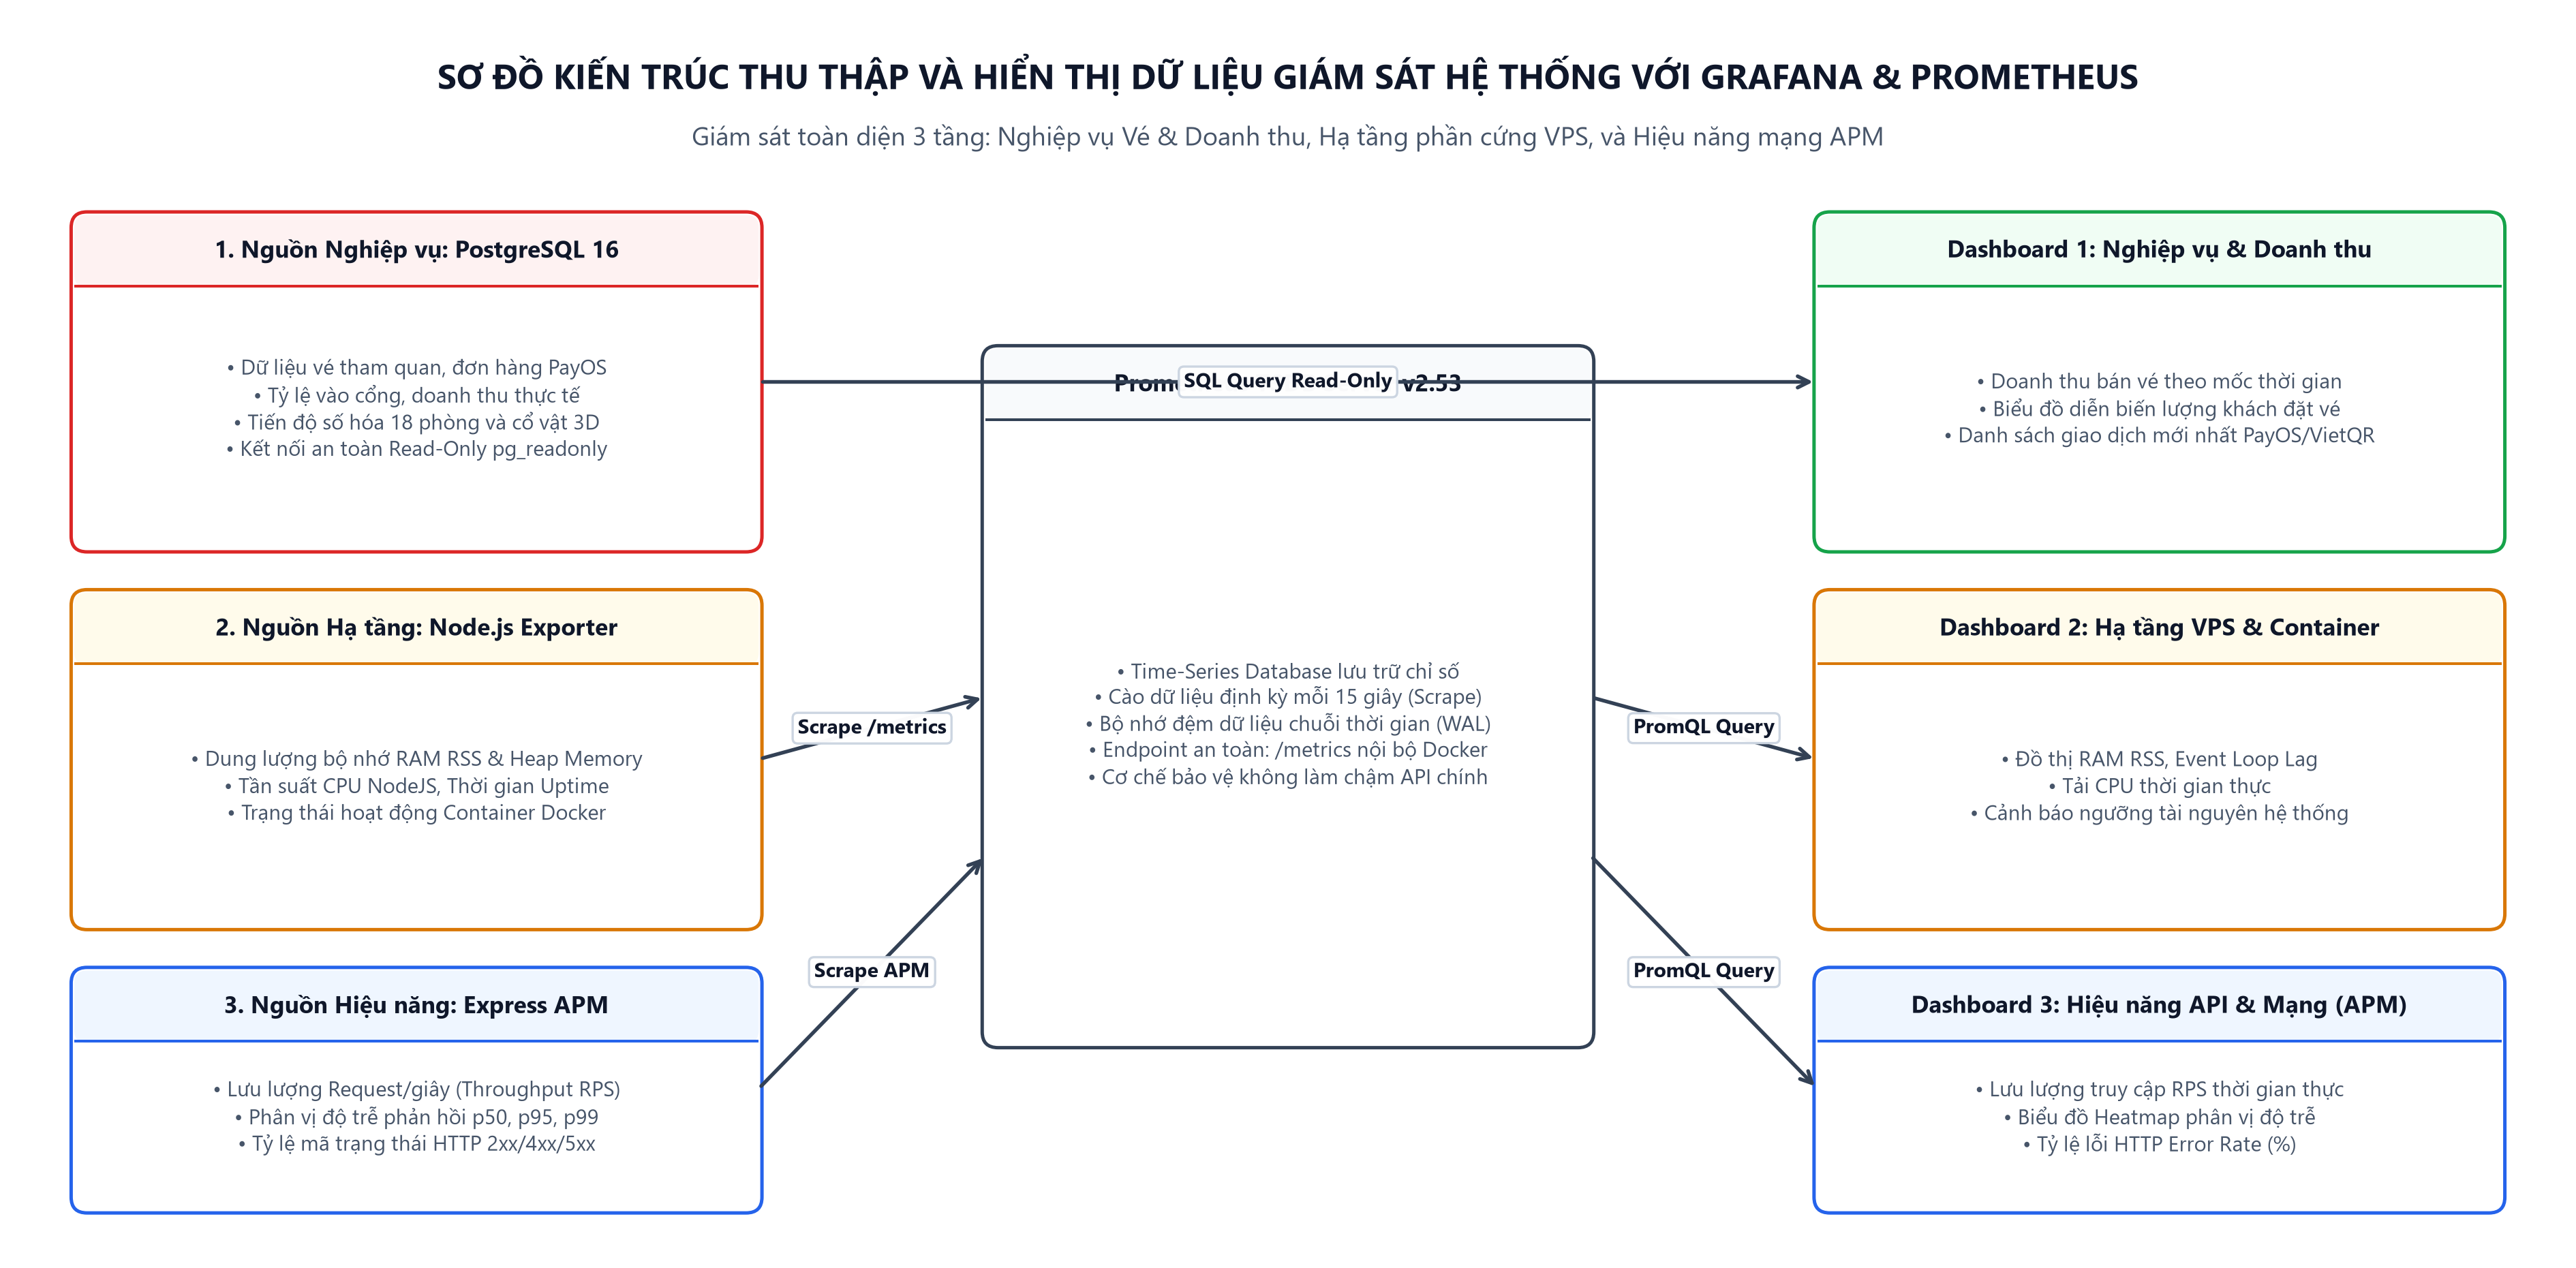 SƠ ĐỒ KIẾN TRÚC THU THẬP VÀ HIỂN THỊ DỮ LIỆU GIÁM SÁT HỆ THỐNG VỚI GRAFANA & PROMETHEUS
Giám sát toàn diện 3 tầng: Nghiệp vụ Vé & Doanh thu, Hạ tầng phần cứng VPS, và Hiệu năng mạng APM
1. Nguồn Nghiệp vụ: PostgreSQL 16
• Dữ liệu vé tham quan, đơn hàng PayOS
• Tỷ lệ vào cổng, doanh thu thực tế
• Tiến độ số hóa 18 phòng và cổ vật 3D
• Kết nối an toàn Read-Only pg_readonly
2. Nguồn Hạ tầng: Node.js Exporter
• Dung lượng bộ nhớ RAM RSS & Heap Memory
• Tần suất CPU NodeJS, Thời gian Uptime
• Trạng thái hoạt động Container Docker
3. Nguồn Hiệu năng: Express APM
• Lưu lượng Request/giây (Throughput RPS)
• Phân vị độ trễ phản hồi p50, p95, p99
• Tỷ lệ mã trạng thái HTTP 2xx/4xx/5xx
SQL Query Read-Only
Scrape /metrics
Scrape APM
v2.53
• Time-Series Database lưu trữ chỉ số
• Cào dữ liệu định kỳ mỗi 15 giây (Scrape)
• Bộ nhớ đệm dữ liệu chuỗi thời gian (WAL)
• Endpoint an toàn: /metrics nội bộ Docker
• Cơ chế bảo vệ không làm chậm API chính
PromQL Query
PromQL Query
Dashboard 1: Nghiệp vụ & Doanh thu
• Doanh thu bán vé theo mốc thời gian
• Biểu đồ diễn biến lượng khách đặt vé
• Danh sách giao dịch mới nhất PayOS/VietQR
Dashboard 2: Hạ tầng VPS & Container
• Đồ thị RAM RSS, Event Loop Lag
• Tải CPU thời gian thực
• Cảnh báo ngưỡng tài nguyên hệ thống
Dashboard 3: Hiệu năng API & Mạng (APM)
• Lưu lượng truy cập RPS thời gian thực
• Biểu đồ Heatmap phân vị độ trễ
• Tỷ lệ lỗi HTTP Error Rate (%)